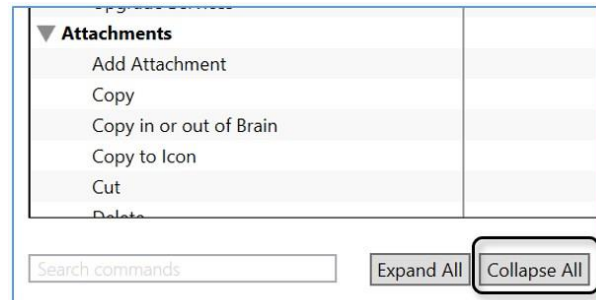 Attachments
Add Attachment
Copy
Copy in or out of Brain
Copy to Icon
Cut
Delete
Search commands
Expand All
Collapse All